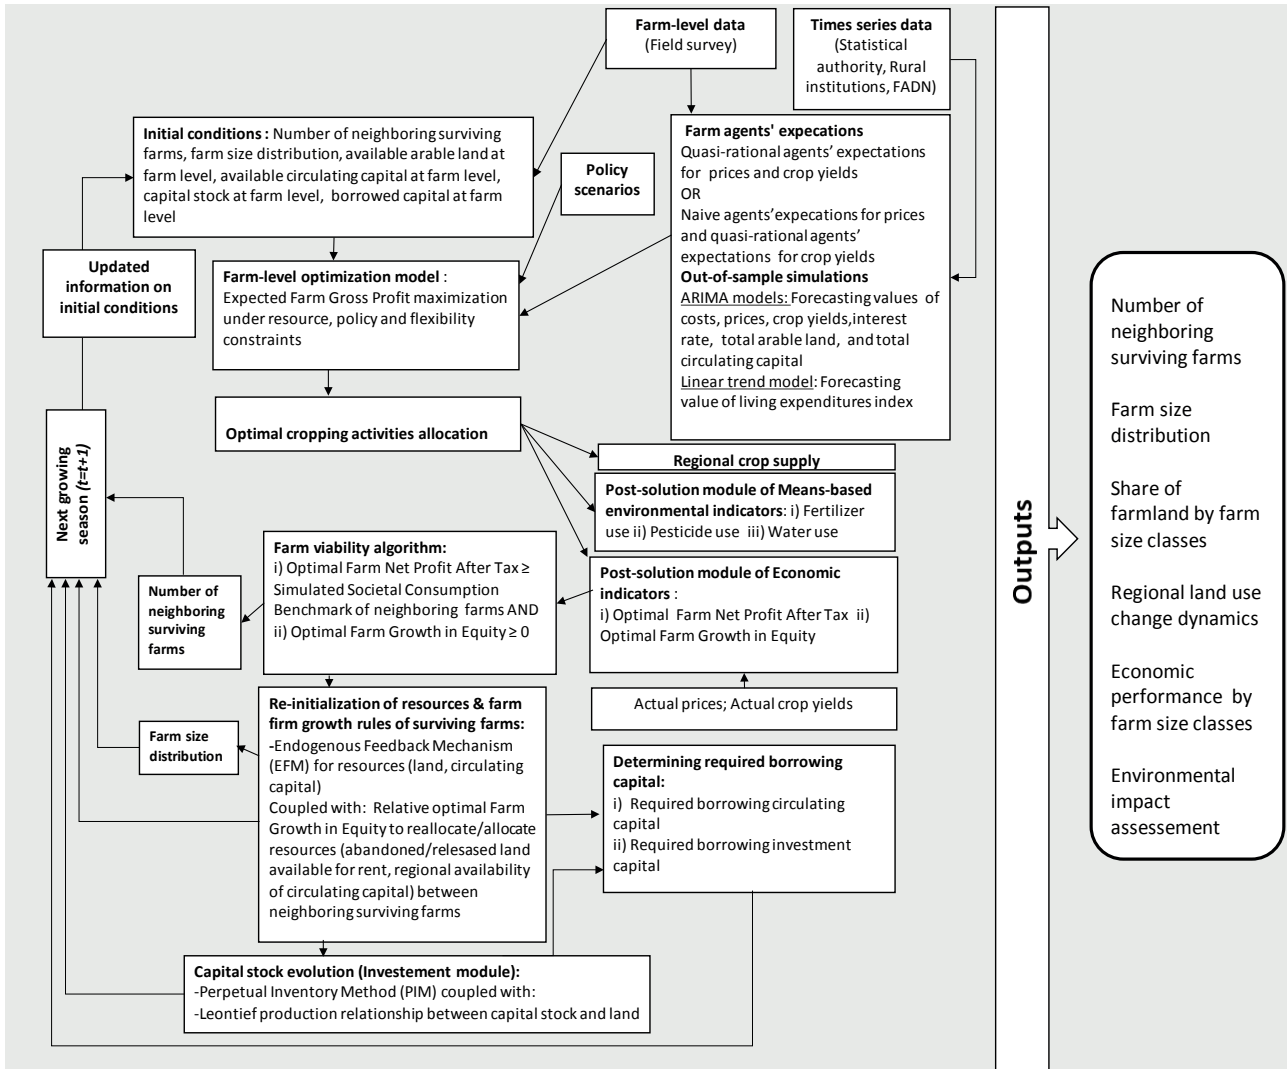 Farm-level data
(Field survey)
Times series data
(Statistical
authority, Rural
institutions, FADN)
Initial conditions : Number of neighboring surviving
farms, farm size distribution, available arable land at
farm level, available circulating capital at farm level,
capital stock at farm level, borrowed capital at farm
level
Policy
scenarios
Farm agents' expecations
Quasi-rational agents' expectations
for prices and crop yields
OR
Naive agents'expecations for prices
and quasi-rational agents'
expectations for crop yields
Out-of-sample simulations
ARIMA models: Forecasting values of
costs, prices, crop yields,interest
rate, total arable land, and total
circulating capital
Linear trend model: Forecasting
value of living expenditures index
Updated
information on
initial conditions
Farm-level optimization model :
Expected Farm Gross Profit maximization
under resource, policy and flexibility
constraints
Optimal cropping activities allocation
Regional crop supply
Post-solution module of Means-based
environmental indicators: i) Fertilizer
use ii) Pesticide use iii) Water use
Next growing
season (t=t+1)
Farm viability algorithm:
i) Optimal Farm Net Profit After Tax ≥
Simulated Societal Consumption
Benchmark of neighboring farms AND
ii) Optimal Farm Growth in Equity ≥ 0
Post-solution module of Economic
indicators :
i) Optimal Farm Net Profit After Tax ii)
Optimal Farm Growth in Equity
Number of
neighboring
surviving
farms
Actual prices; Actual crop yields
Re-initialization of resources & farm
firm growth rules of surviving farms:
-Endogenous Feedback Mechanism
(EFM) for resources (land, circulating
capital)
Coupled with: Relative optimal Farm
Growth in Equity to reallocate/allocate
resources (abandoned/relesased land
available for rent, regional availability
of circulating capital) between
neighboring surviving farms
Farm size
distribution
Determining required borrowing
capital:
i) Required borrowing circulating
capital
ii) Required borrowing investment
capital
Capital stock evolution (Investement module):
-Perpetual Inventory Method (PIM) coupled with:
-Leontief production relationship between capital stock and land
Outputs
Number of
neighboring
surviving farms
Farm size
distribution
Share of
farmland by farm
size classes
Regional land use
change dynamics
Economic
performance by
farm size classes
Environmental
impact
assessement